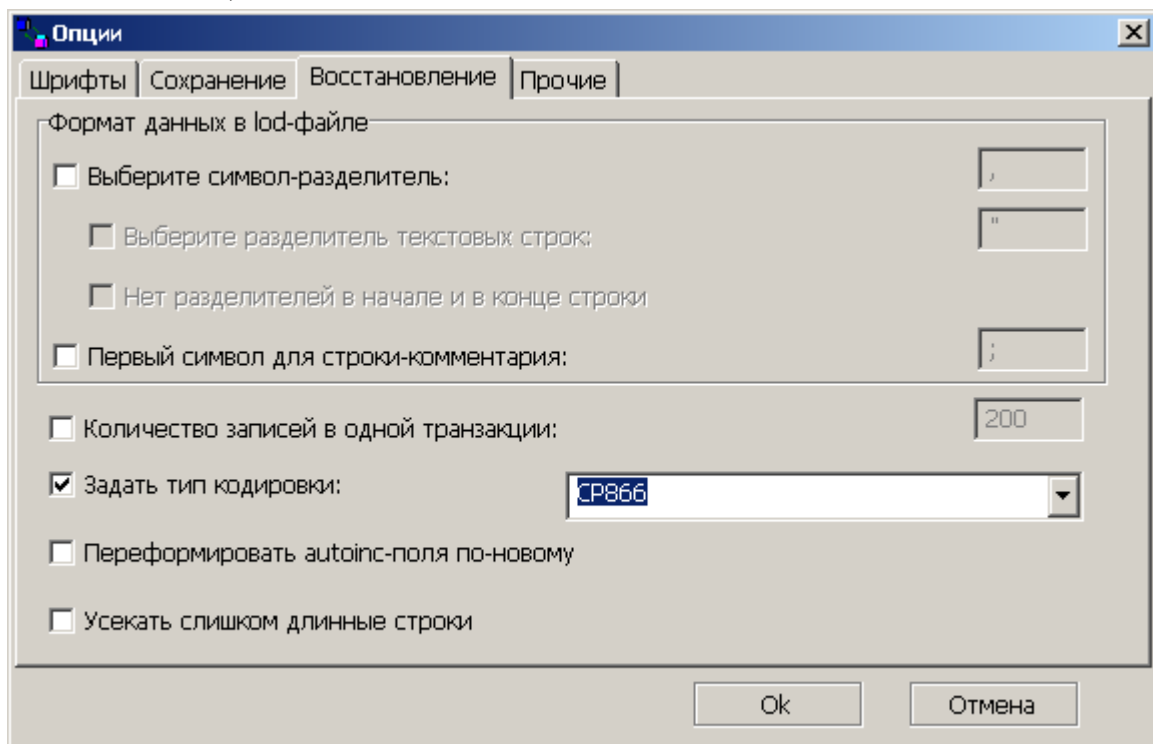 Опции
Шрифты Сохранение Восстановление Прочие
Формат данных в lod-файле
Выберите символ-разделитель: ,
Выберите разделитель текстовых строк: "
Нет разделителей в начале и в конце строки
Первый символ для строки-комментария: ;
Количество записей в одной транзакции: 200
Задать тип кодировки: CP866
Переформировать autoinc-поля по-новому
Усекать слишком длинные строки
Ok Отмена